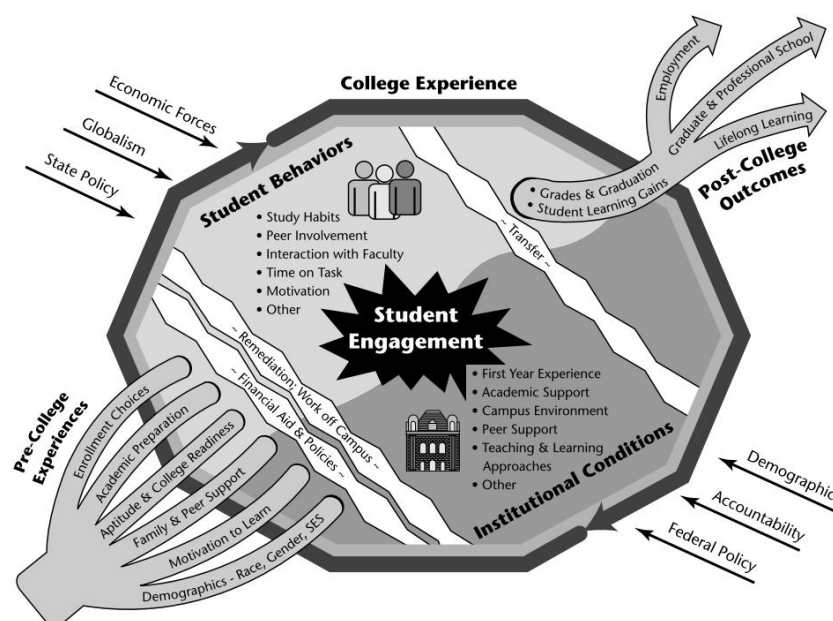 College Experience
Economic Forces
Globalism
State Policy
Employment
Graduate & Professional School
Lifelong Learning
Post-College
Outcomes
• Grades & Graduation
• Student Learning Gains
~ Transfer ~
Student Behaviors
• Study Habits
• Peer Involvement
• Interaction with Faculty
• Time on Task
• Motivation
• Other
Student
Engagement
~ Remediation; Work off Campus ~
~ Financial Aid & Policies ~
• First Year Experience
• Academic Support
• Campus Environment
• Peer Support
• Teaching & Learning
Approaches
• Other
Institutional Conditions
Pre-College
Experiences
Enrollment Choices
Academic Preparation
Aptitude & College Readiness
Family & Peer Support
Motivation to Learn
Demographics - Race, Gender, SES
Demographic
Accountability
Federal Policy